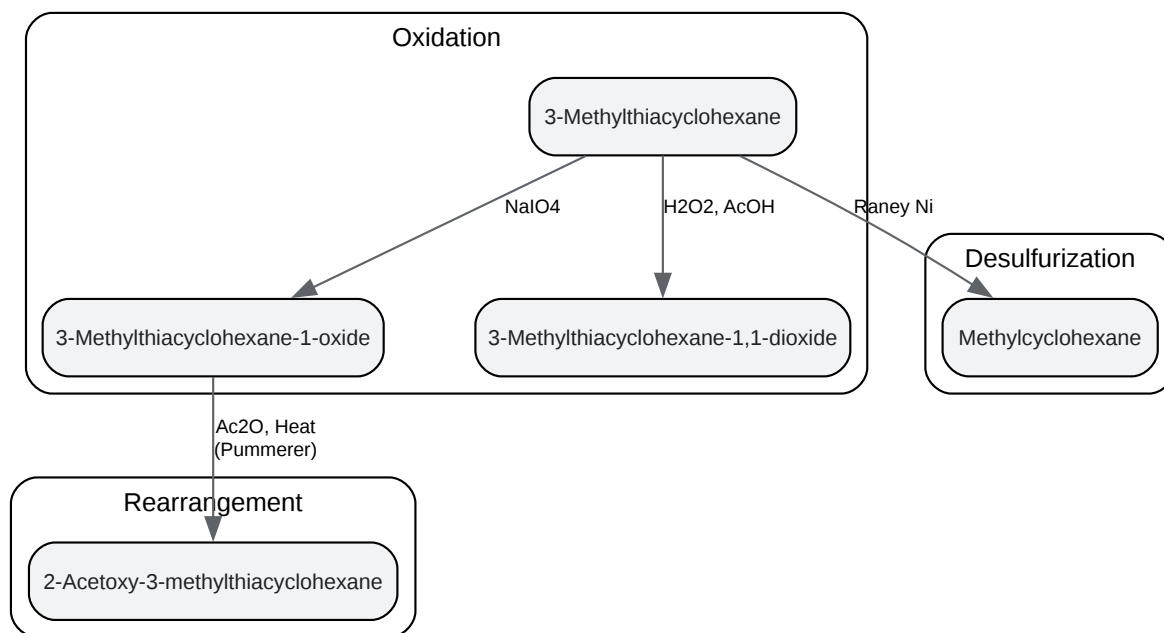 Oxidation
3-Methylthiacyclohexane
NaIO4
H2O2, AcOH
Raney Ni
Desulfurization
3-Methylthiacyclohexane-1-oxide
3-Methylthiacyclohexane-1,1-dioxide
Methylcyclohexane
Ac2O, Heat
(Pummerer)
Rearrangement
2-Acetoxy-3-methylthiacyclohexane